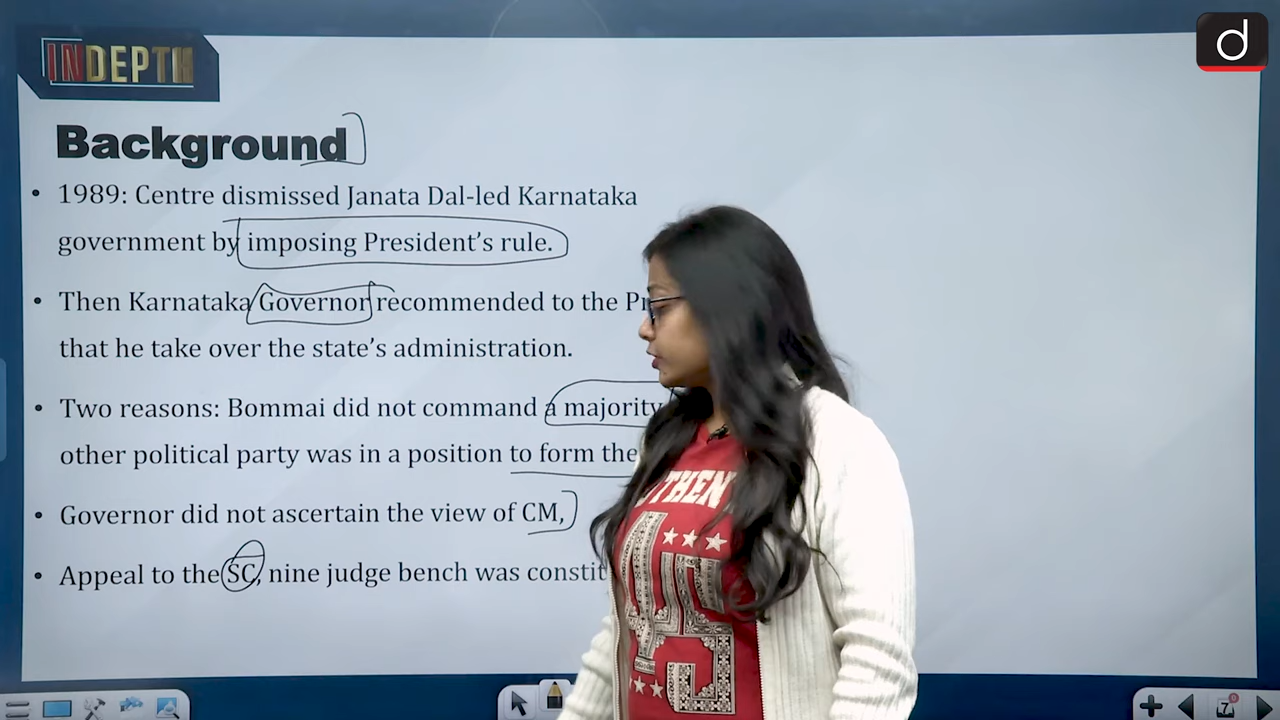 INDEPTH
d
Background
• 1989: Centre dismissed Janata Dal-led Karnataka
government by imposing President's rule.
• Then Karnataka Governor recommended to the
that he take over the state's administration.
• Two reasons: Bommai did not command a majority
other political party was in a position to form the
• Governor did not ascertain the view of CM,
• Appeal to the SC, nine judge bench was
★★★
45
★★★
7